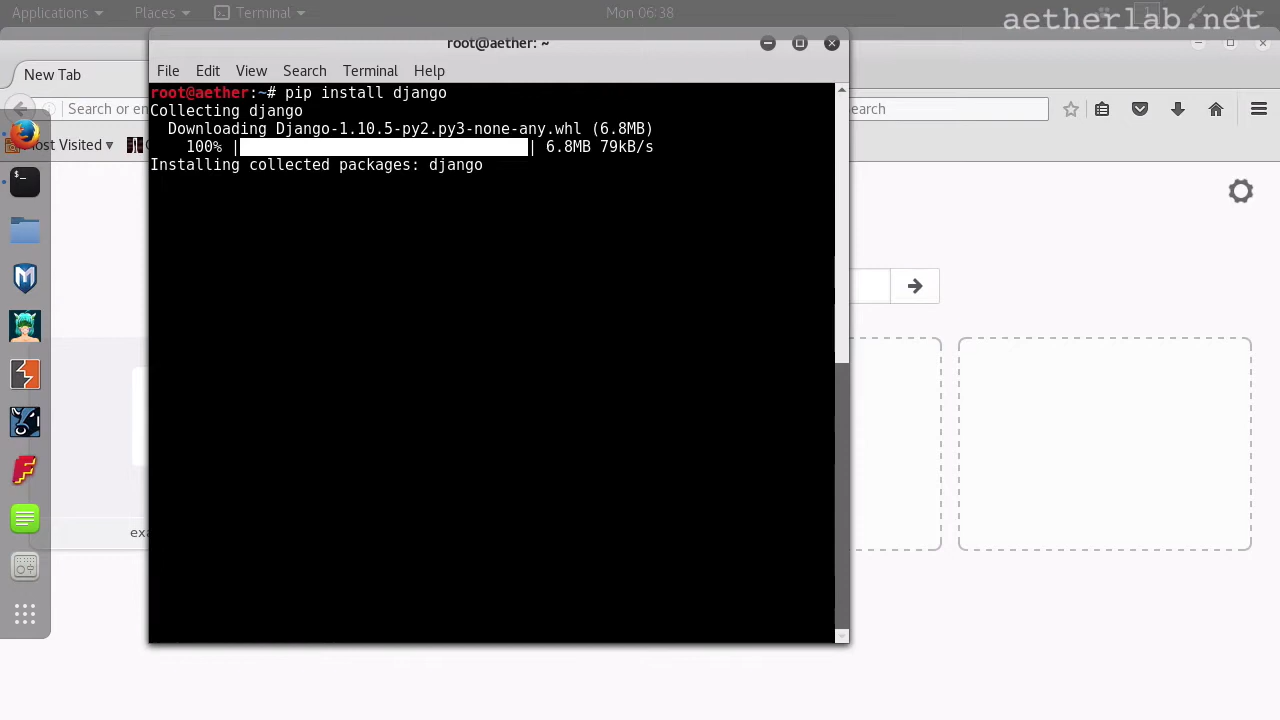 Applications
Places
Terminal
Mon 06:38
1
aetherlab.net
root@aether: ~
New Tab
File Edit View Search Terminal Help
Search or en
earch
Most Visited
root@aether:~# pip install django
Collecting django
Downloading Django-1.10.5-py2.py3-none-any.whl (6.8MB)
100% | | 6.8MB 79kB/s
Installing collected packages: django
exa